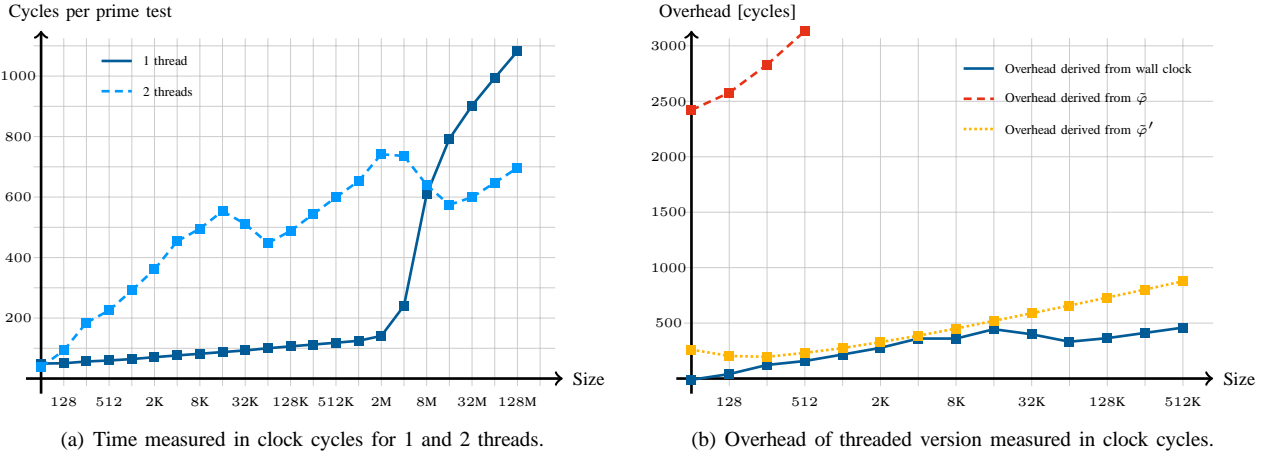 Cycles per prime test
1000
800
600
400
200
1 thread
2 threads
128 512 2K 8K 32K 128K 512K 2M 8M 32M 128M
Size
(a) Time measured in clock cycles for 1 and 2 threads.
Overhead [cycles]
3000
2500
2000
1500
1000
500
Overhead derived from wall clock
Overhead derived from φ̃
Overhead derived from φ̃′
128 512 2K 8K 32K 128K 512K
Size
(b) Overhead of threaded version measured in clock cycles.